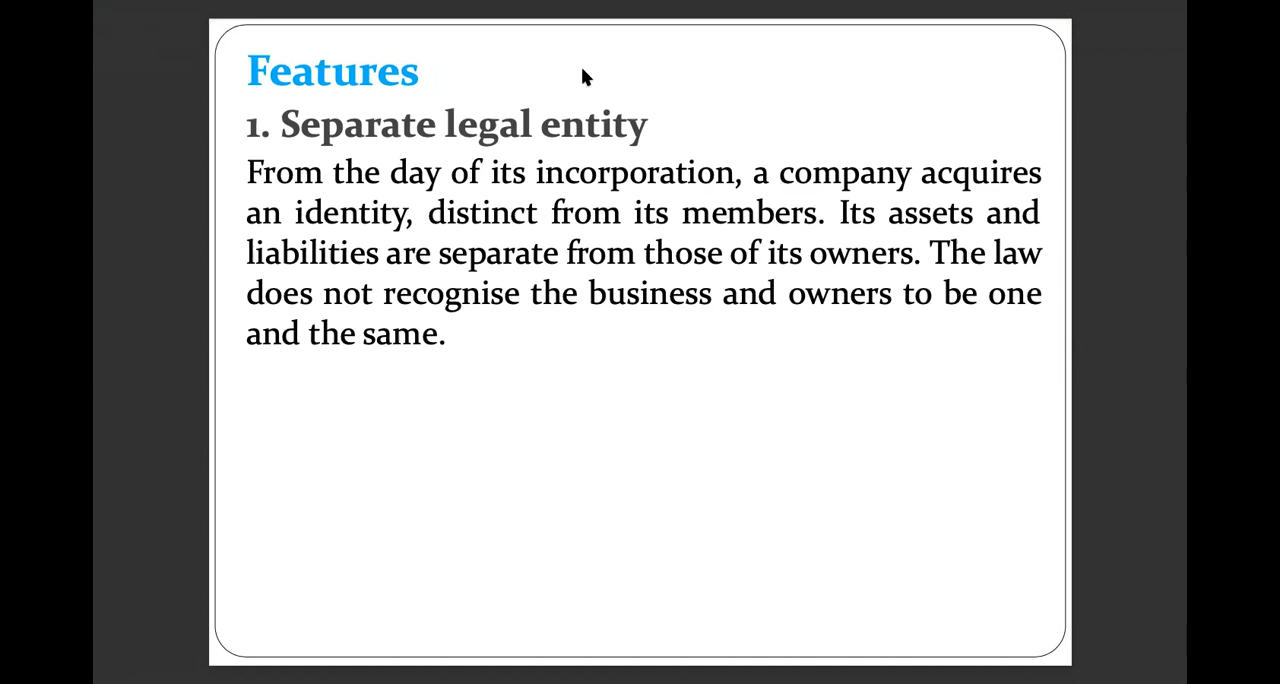 Features
1. Separate legal entity
From the day of its incorporation, a company acquires
an identity, distinct from its members. Its assets and
liabilities are separate from those of its owners. The law
does not recognise the business and owners to be one
and the same.